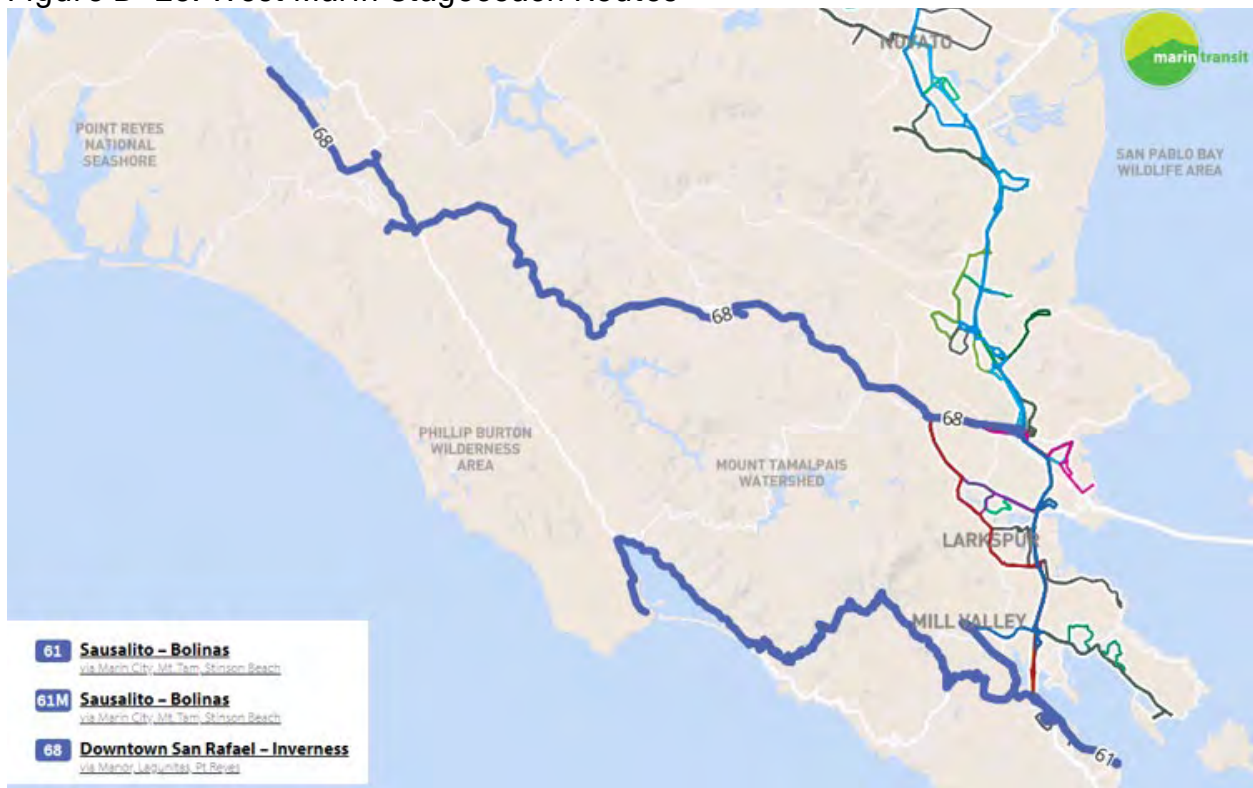 Figure D-26: West Marin Stagecoach Routes
NOVATO
marintransit
POINT REYES
NATIONAL
SEASHORE
68
SAN PABLO BAY
WILDLIFE AREA
68
68
PHILLIP BURTON
WILDERNESS
AREA
MOUNT TAMALPAIS
WATERSHED
LARKSPUR
MILL VALLEY
61 Sausalito – Bolinas
via Marin City, Mt. Tam, Stinson Beach
61M Sausalito – Bolinas
via Marin City, Mt. Tam, Stinson Beach
68 Downtown San Rafael – Inverness
via Manor, Lagunitas, Pt Reyes
61